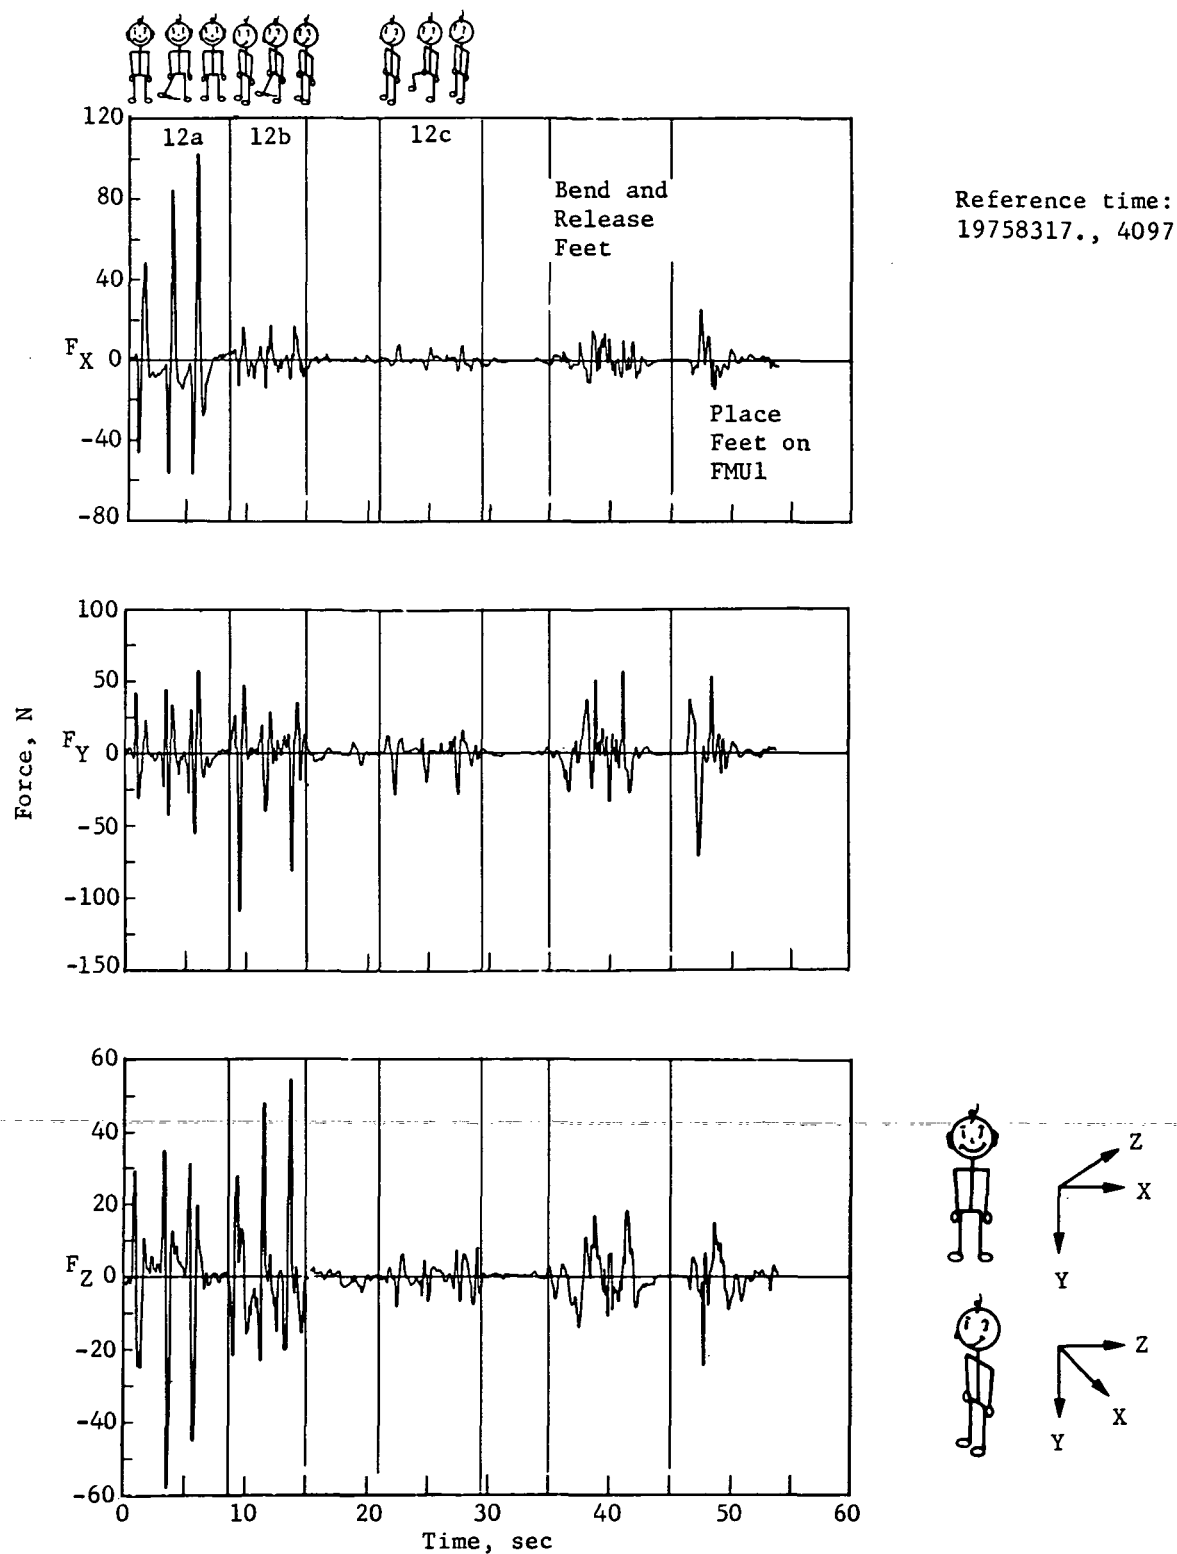 12a
12b
12c
120
80
40
F_X 0
-40
-80
Bend and
Release
Feet
Place
Feet on
FMU1
Reference time:
19758317., 4097
100
50
F_Y 0
-50
-100
-150
Force, N
60
40
20
F_Z 0
-20
-40
-60
0 10 20 30 40 50 60
Time, sec
Z
X
Y
Z
X
Y